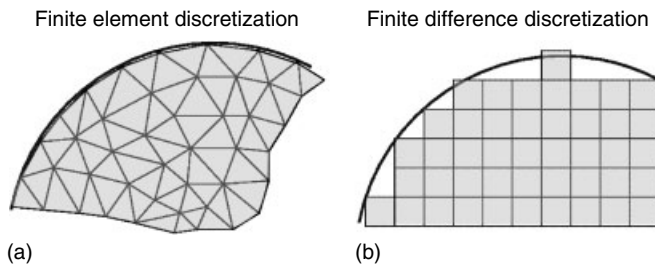 Finite element discretization
Finite difference discretization
(a)
(b)